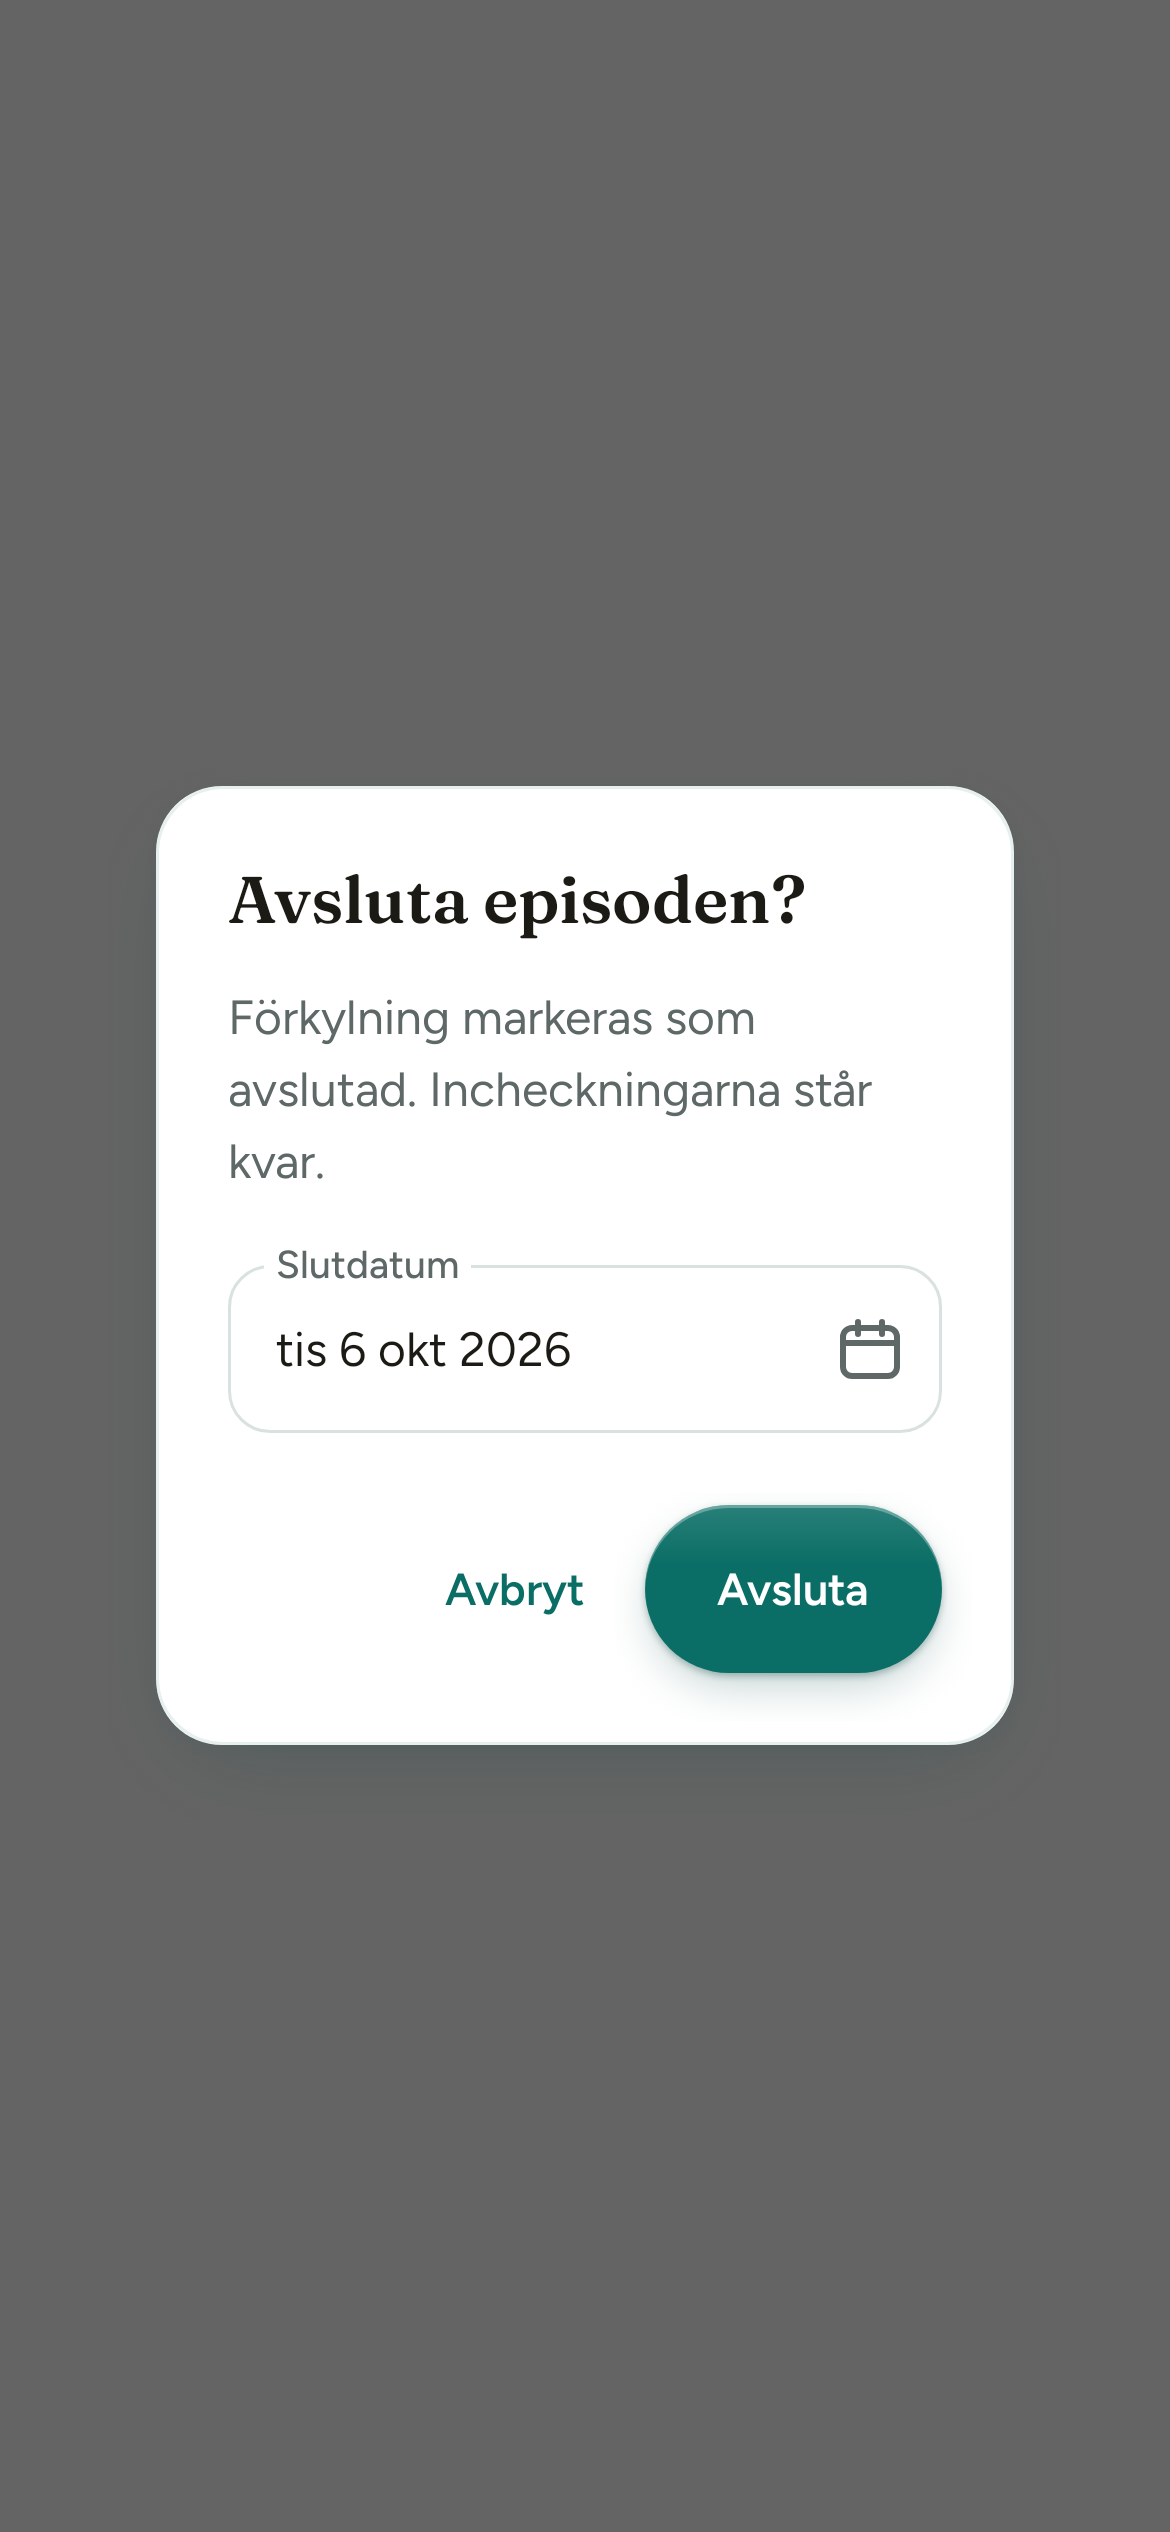 Avsluta episoden?
Förkylning markeras som
avslutad. Incheckningarna står
kvar.
Slutdatum
tis 6 okt 2026
Avbryt
Avsluta